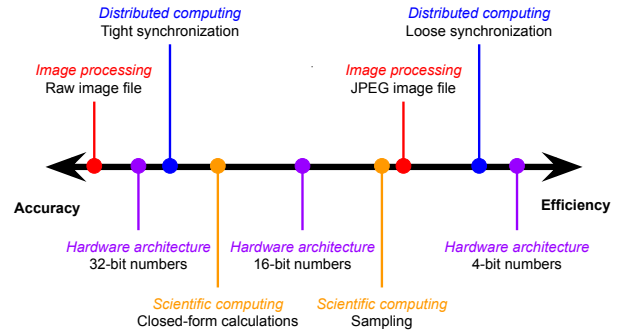 Distributed computing
Tight synchronization
Distributed computing
Loose synchronization
Image processing
Raw image file
Image processing
JPEG image file
Accuracy
Efficiency
Hardware architecture
32-bit numbers
Hardware architecture
16-bit numbers
Hardware architecture
4-bit numbers
Scientific computing
Closed-form calculations
Scientific computing
Sampling